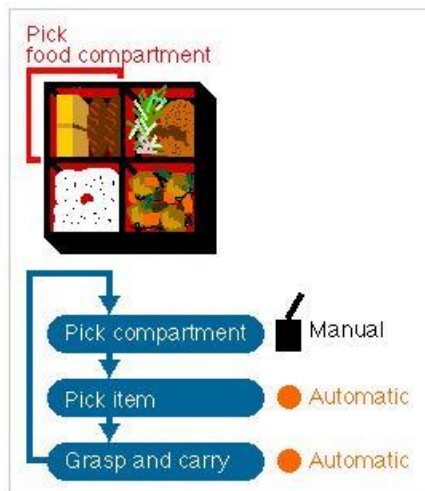 Pick
food compartment
Pick compartment
Manual
Pick item
Automatic
Grasp and carry
Automatic